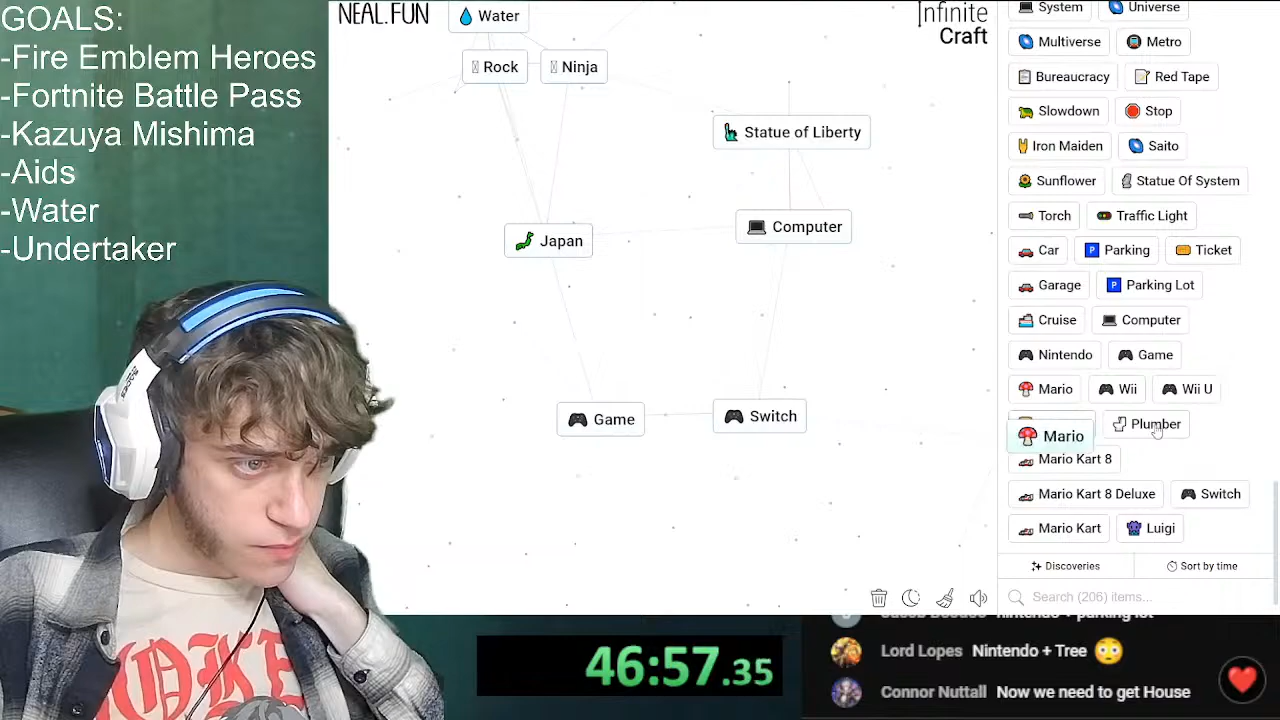 GOALS:
-Fire Emblem Heroes
-Fortnite Battle Pass
-Kazuya Mishima
-Aids
-Water
-Undertaker
NEAL.FUN
Infinite
Craft
Water
Rock
Ninja
Statue of Liberty
Japan
Computer
Game
Switch
System
Universe
Multiverse
Metro
Bureaucracy
Red Tape
Slowdown
Stop
Iron Maiden
Saito
Sunflower
Statue Of System
Torch
Traffic Light
Car
Parking
Ticket
Garage
Parking Lot
Cruise
Computer
Nintendo
Game
Mario
Wii
Wii U
Mario
Plumber
Mario Kart 8
Mario Kart 8 Deluxe
Switch
Mario Kart
Luigi
Discoveries
Sort by time
Search (206) items...
46:57.35
nintendo + parking lot
Lord Lopes Nintendo + Tree 😳
Connor Nuttall Now we need to get House